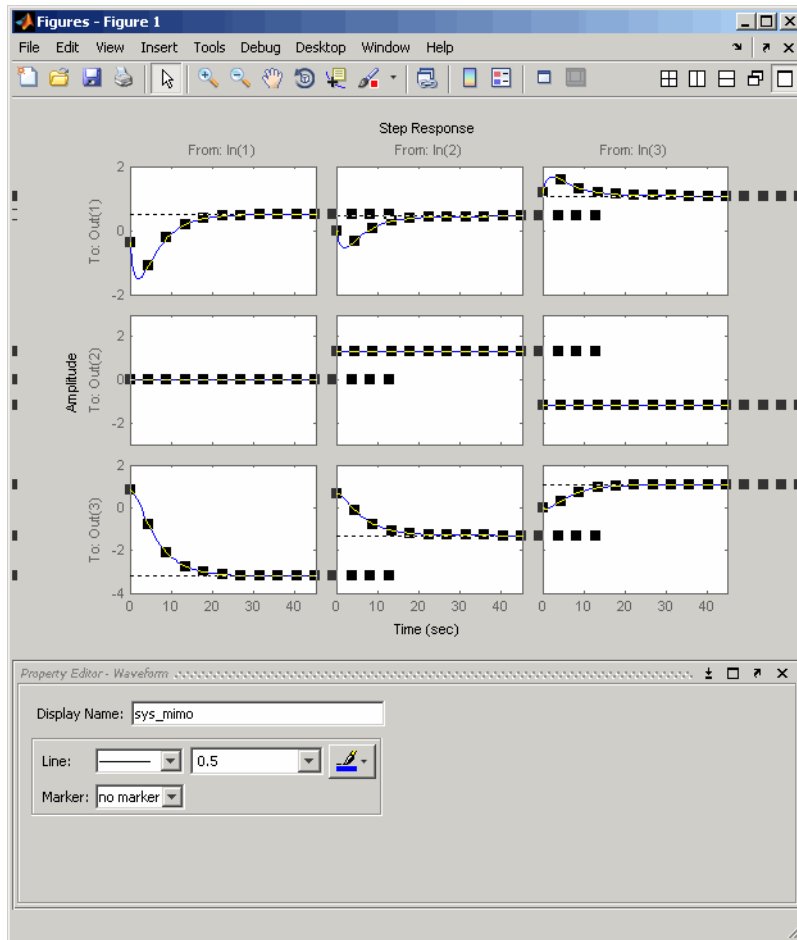 Figures - Figure 1
File Edit View Insert Tools Debug Desktop Window Help
Step Response
From: In(1) From: In(2) From: In(3)
2
0
-2
To: Out(1)
2
0
-2
To: Out(2)
Amplitude
2
0
-2
-4
To: Out(3)
0 10 20 30 40 0 10 20 30 40 0 10 20 30 40
Time (sec)
Property Editor - Waveform
Display Name: sys_mimo
Line: 0.5
Marker: no marker